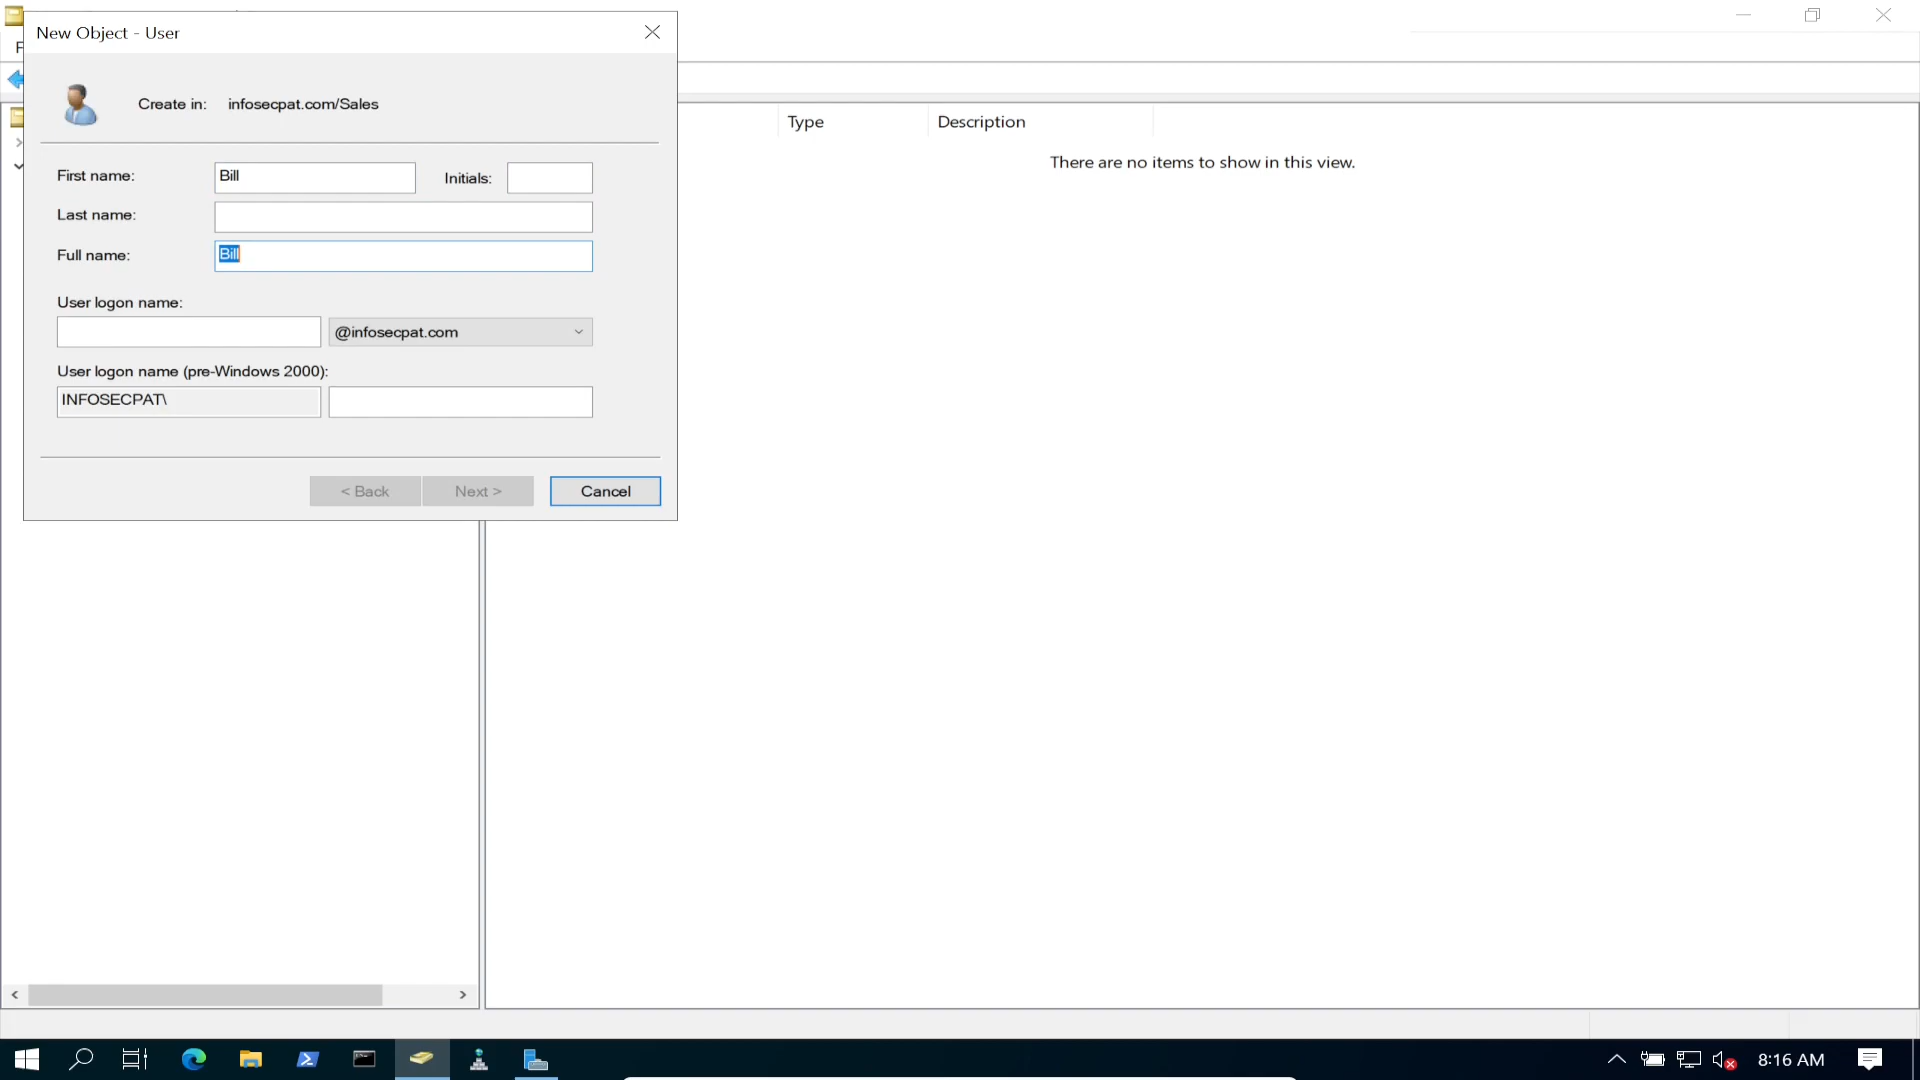 New Object - User
F
Create in: infosecpat.com/Sales
First name: Bill Initials:
Last name:
Full name: Bill
User logon name:
@infosecpat.com
User logon name (pre-Windows 2000):
INFOSECPAT\
< Back Next > Cancel
Type Description
There are no items to show in this view.
8:16 AM